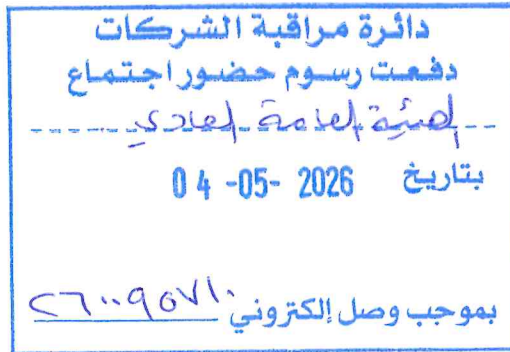 دائرة مراقبة الشركات
دفعت رسوم حضور اجتماع
الهيئة العامة العادي
بتاريخ 04 -05- 2026
بموجب وصل إلكتروني ٢٦٠٠٩٥٧١٠